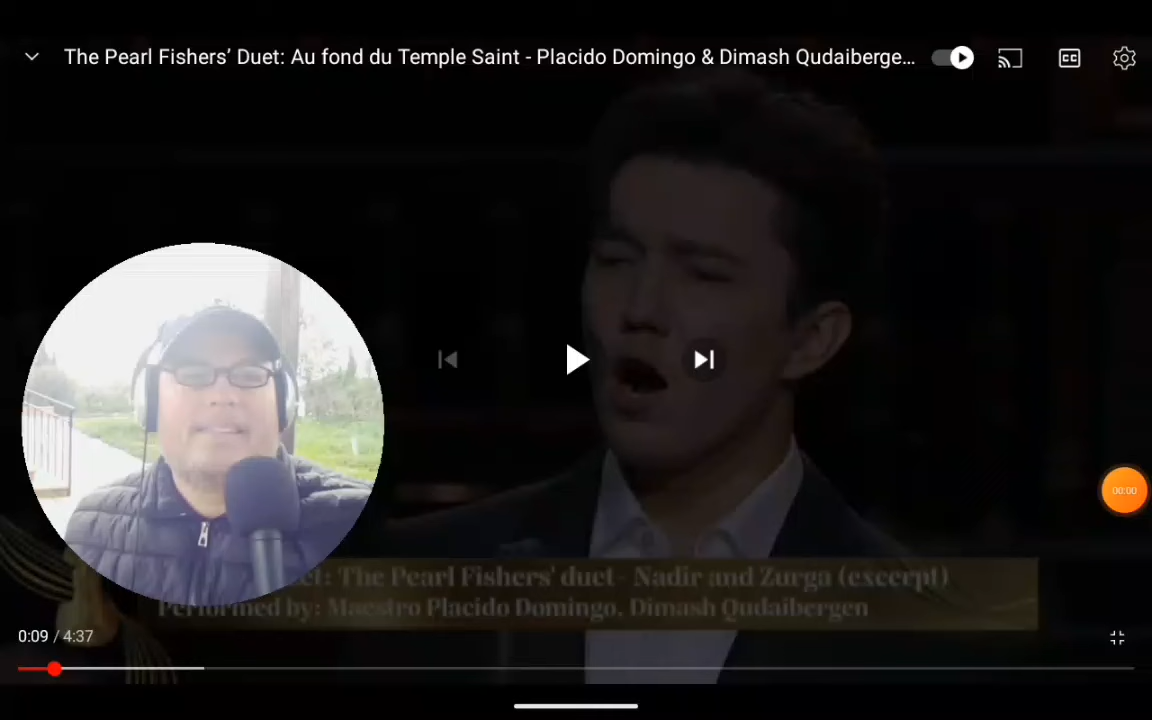 The Pearl Fishers’ Duet: Au fond du Temple Saint - Placido Domingo & Dimash Qudaiberge...
CC
00:00
The Pearl Fishers' duet- Nadir and Zurga (excerpt)
Performed by: Maestro Placido Domingo, Dimash Qudaibergen
0:09 / 4:37